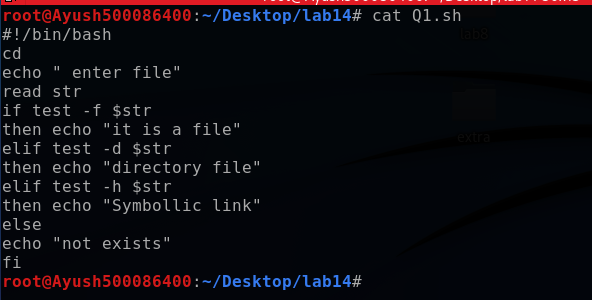 root@Ayush500086400:~/Desktop/lab14# cat Q1.sh
#!/bin/bash
cd
echo " enter file"
read str
if test -f $str
then echo "it is a file"
elif test -d $str
then echo "directory file"
elif test -h $str
then echo "Symbollic link"
else
echo "not exists"
fi
root@Ayush500086400:~/Desktop/lab14#
lab8
extra